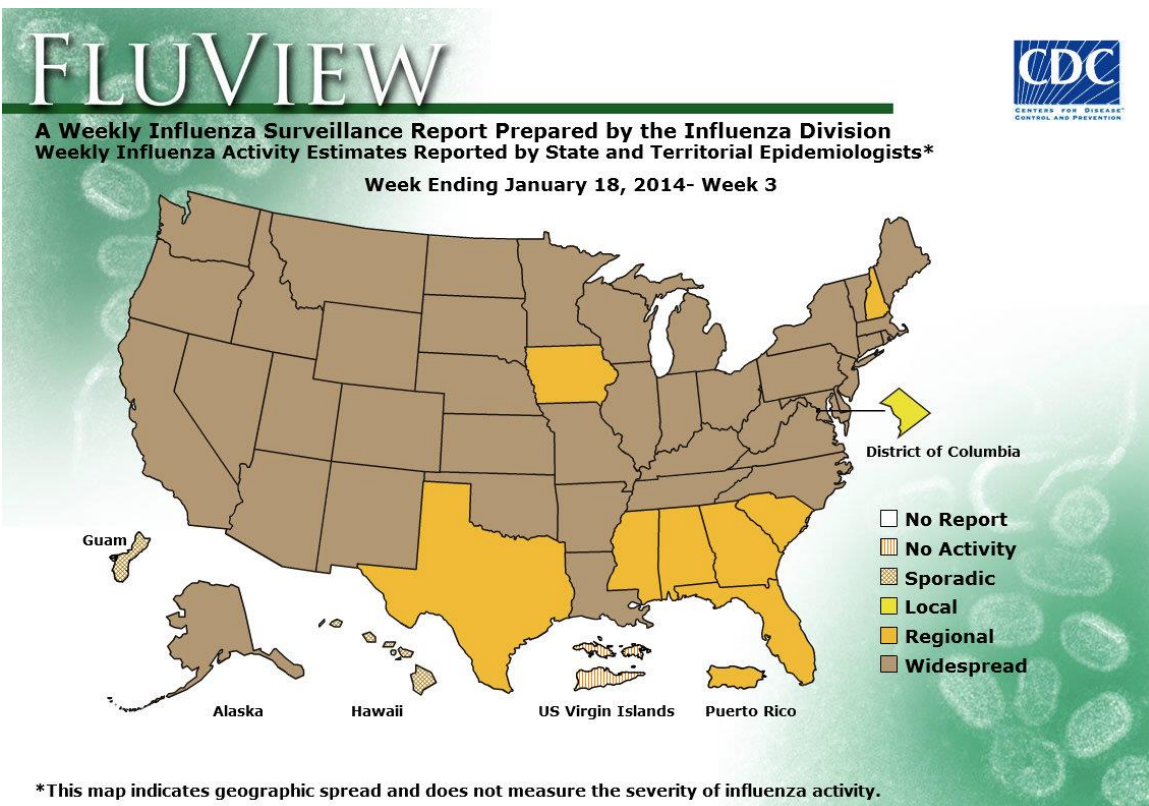 FLUVIEW
CDC
CENTERS FOR DISEASE
CONTROL AND PREVENTION
A Weekly Influenza Surveillance Report Prepared by the Influenza Division
Weekly Influenza Activity Estimates Reported by State and Territorial Epidemiologists*
Week Ending January 18, 2014- Week 3
District of Columbia
No Report
No Activity
Sporadic
Local
Regional
Widespread
Guam
Alaska
Hawaii
US Virgin Islands
Puerto Rico
*This map indicates geographic spread and does not measure the severity of influenza activity.